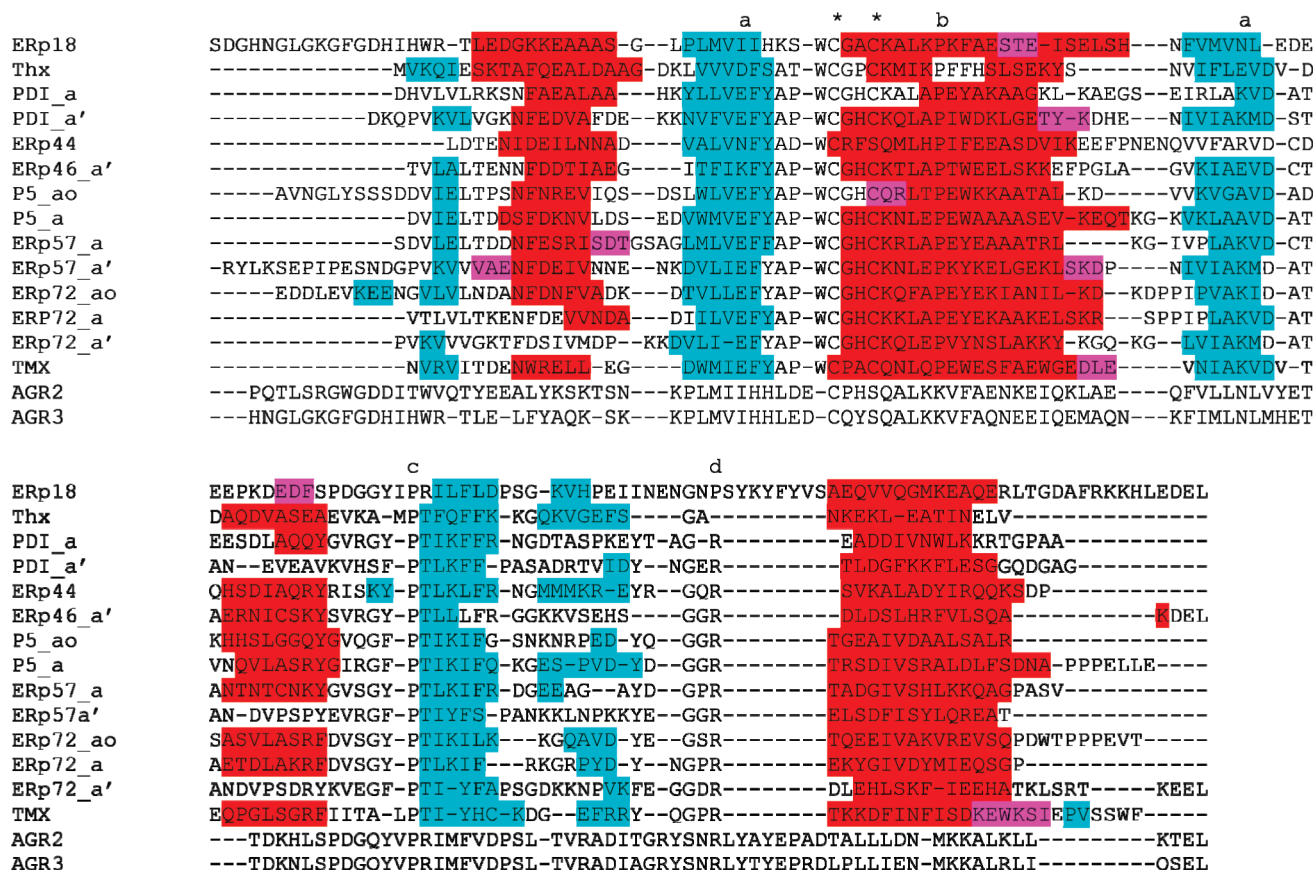 a * * b a
ERp18 SDGHNGLGKGFGDHIHWR-TLEDGKKEAAAS-G--LPLMVIIHKS-WCGACKALKPKFAESTE-ISELSH---NFVMVNL-EDE
Thx --------------MVKQIESKTAFQEALDAAG-DKLVVVDFSAT-WCGPCKMIKPFFHSLSEKYS-----NVIFLEVDV-D
PDI_a --------------DHVLVLRKSNFAEALAA--HKYLLVEFYAP-WCGHCKALAPEYAKAAGKL-KAEGS-EIRLAKVD-AT
PDI_a’ ------------DKQPVKVLVGKNFEDVAFDE--KKNVFVEFYAP-WCGHCKQLAPIWDKLGETY-KDHE--NIVIAKMD-ST
ERp44 ------------------LDTENIDEILNNAD----VALVNFYAD-WCRFSQMLHPIFEEASDVIKEEFPNENQVVFARVD-CD
ERp46_a’ ---------------TVLALTENNFDDTIAEG---ITFIKFYAP-WCGHCKTLAPTWEELSKKEFPGLA-GVKIAEVD-CT
P5_ao -----AVNGLYSSSDDVIELTPSNFNREVIQS--DSLWLVEFYAP-WCGHCQRLTPEWKKAATAL-KD-----VVKVGAVD-AD
P5_a ---------------DVIELTDDSFDKNVLDS--EDVWMVEFYAP-WCGHCKNLEPEWAAAASEV-KEQTKG-KVKLAAVD-AT
ERp57_a --------------SDVLELTDDNFESRISDTGSAGLMLVEFFAP-WCGHCKRLAPEYEAAATRL-----KG-IVPLAKVD-CT
ERp57_a’ -RYLKSEPIPESNDGPVKVVVAENFDEIVNNE--NKDVLIEFYAP-WCGHCKNLEPKYKELGEKLSKDP---NIVIAKMD-AT
ERp72_ao -----EDDLEVKEENGVLVLNDANFDNFVADK---DTVLLEFYAP-WCGHCKQFAPEYEKIANIL-KD--KDPPIPVAKID-AT
ERP72_a ---------------VTLVLTKENFDEVVNDA---DIILVEFYAP-WCGHCKKLAPEYEKAAKELSKR---SPPIPLAKVD-AT
ERp72_a’ --------------PVKVVVGKTFDSIVMDP--KKDVLI-EFYAP-WCGHCKQLEPVYNSLAKKY--KGQ-KG-LVIAKMD-AT
TMX ---------------NVRVITDENWRELL--EG---DWMIEFYAP-WCPACQNLQPEWESFAEWGEDLE-----VNIAKVDV-T
AGR2 ---PQTLSRGWGDDITWVQTYEEALYKSKTSN---KPLMIIHHLDE-CPHSQALKKVFAENKEIQKLAE----QFVLLNLVYET
AGR3 ---HNGLGKGFGDHIHWR-TLE-LFYAQK-SK---KPLMVIHHLED-CQYSQALKKVFAQNEEIQEMAQN---KFIMLNLMHET
c d
ERp18 EEPKDEDFSPDGGYIPRILFLDPSG-KVHPEIINENGNPSYKYFYVSAEQVVQGMKEAQERLTGDAFRKKHLEDEL
Thx DAQDVASEAEVKA-MPTFQFFK-KGQKVGEFS----GA---------NKEKL-EATINELV---------------
PDI_a EESDLAQQYGVRGY-PTIKFFR-NGDTASPKEYT-AG-R---------EADDIVNWLKKRTGPAA-----------
PDI_a’ AN--EVEAVKVHSF-PTLKFF-PASADRTVIDY--NGER---------TLDGFKKFLESGGQDGAG----------
ERp44 QHSDIAQRYRISKY-PTLKLFR-NGMMMKR-EYR--GQR--------SVKALADYIRQQKSDP-------------
ERp46_a’ AERNICSKYSVRGY-PTLLLFR-GGKKVSEHS----GGR---------DLDSLHRFVLSQA-----------KDEL
P5_ao KHHSLGGQYGVQGF-PTIKIFG-SNKNRPED-YQ--GGR--------TGEAIVDAALSALR---------------
P5_a VNQVLASRYGIRGF-PTIKIFQ-KGES-PVD-YD--GGR--------TRSDIVSRALDLFSDNA-PPPELLE----
ERp57_a ANTNTCNKYGVSGY-PTLKIFR-DGEEAG--AYD--GPR--------TADGIVSHLKKQAGPASV-----------
ERp57a’ AN-DVPSPYEVRGF-PTIYFS-PANKKLNPKKYE--GGR--------ELSDFISYLQREAT---------------
ERp72_ao SASVLASRFDVSGY-PTIKILK---KGQAVD-YE--GSR--------TQEEIVAKVREVSQPDWTPPPEVT-----
ERp72_a AETDLAKRFDVSGY-PTLKIF----RKGRPYDY--NGPR--------EKYGIVDYMIEQSGP--------------
ERp72_a’ ANDVPSDRYKVEGF-PTI-YFAPSGDKKNPVKFE-GGDR--------DLEHLSKF-IEEHATKLSRT-----KEEL
TMX EQPGLSGRFIITA-LPTI-YHC-KDG--EFRRY--QGPR--------TKKDFINFISDKEWKSIEPVSSWF-----
AGR2 ---TDKHLSPDGQYVPRIMFVDPSL-TVRADITGRYSNRLYAYEPADTALLLDN-MKKALKLL---------KTEL
AGR3 ---TDKNLSPDGQYVPRIMFVDPSL-TVRADIAGRYSNRLYTYEPRDLPLLIEN-MKKALRLI---------QSEL